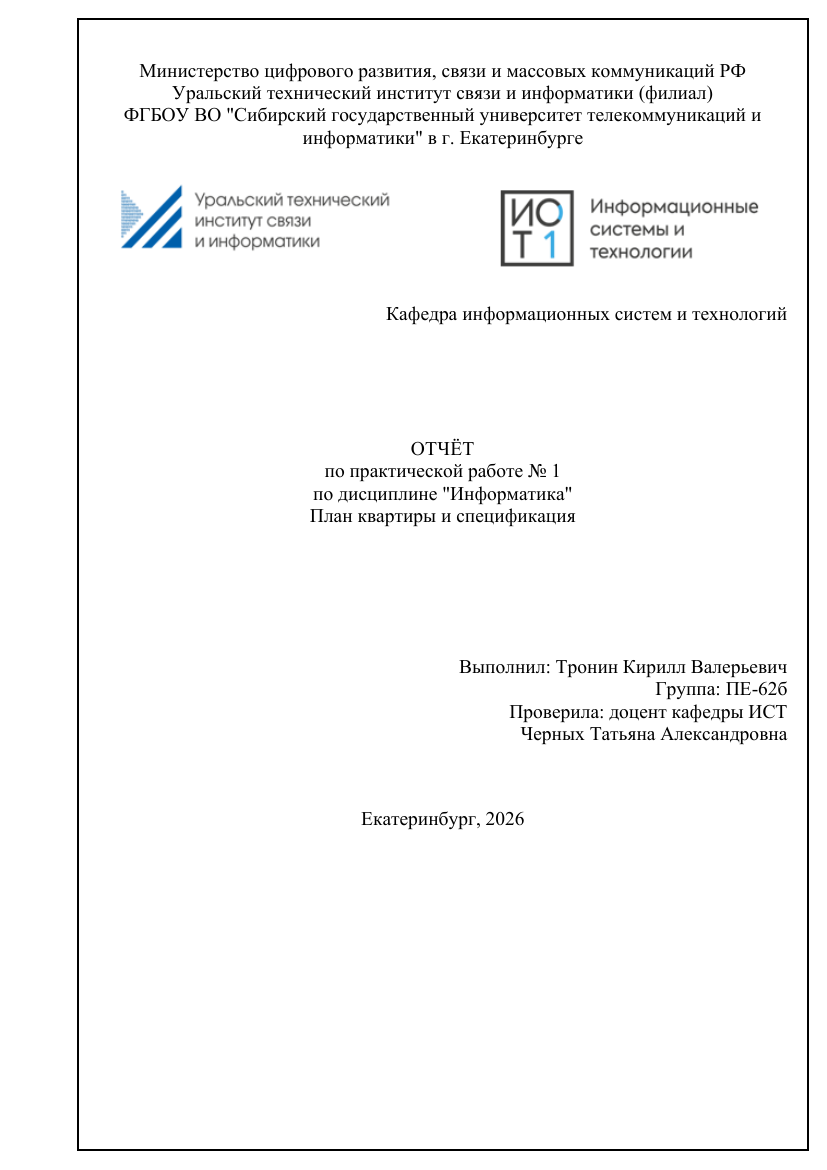 Министерство цифрового развития, связи и массовых коммуникаций РФ
Уральский технический институт связи и информатики (филиал)
ФГБОУ ВО "Сибирский государственный университет телекоммуникаций и
информатики" в г. Екатеринбурге
Уральский технический
институт связи
и информатики
ИО
Т 1
Информационные
системы и
технологии
Кафедра информационных систем и технологий
ОТЧЁТ
по практической работе № 1
по дисциплине "Информатика"
План квартиры и спецификация
Выполнил: Тронин Кирилл Валерьевич
Группа: ПЕ-62б
Проверила: доцент кафедры ИСТ
Черных Татьяна Александровна
Екатеринбург, 2026